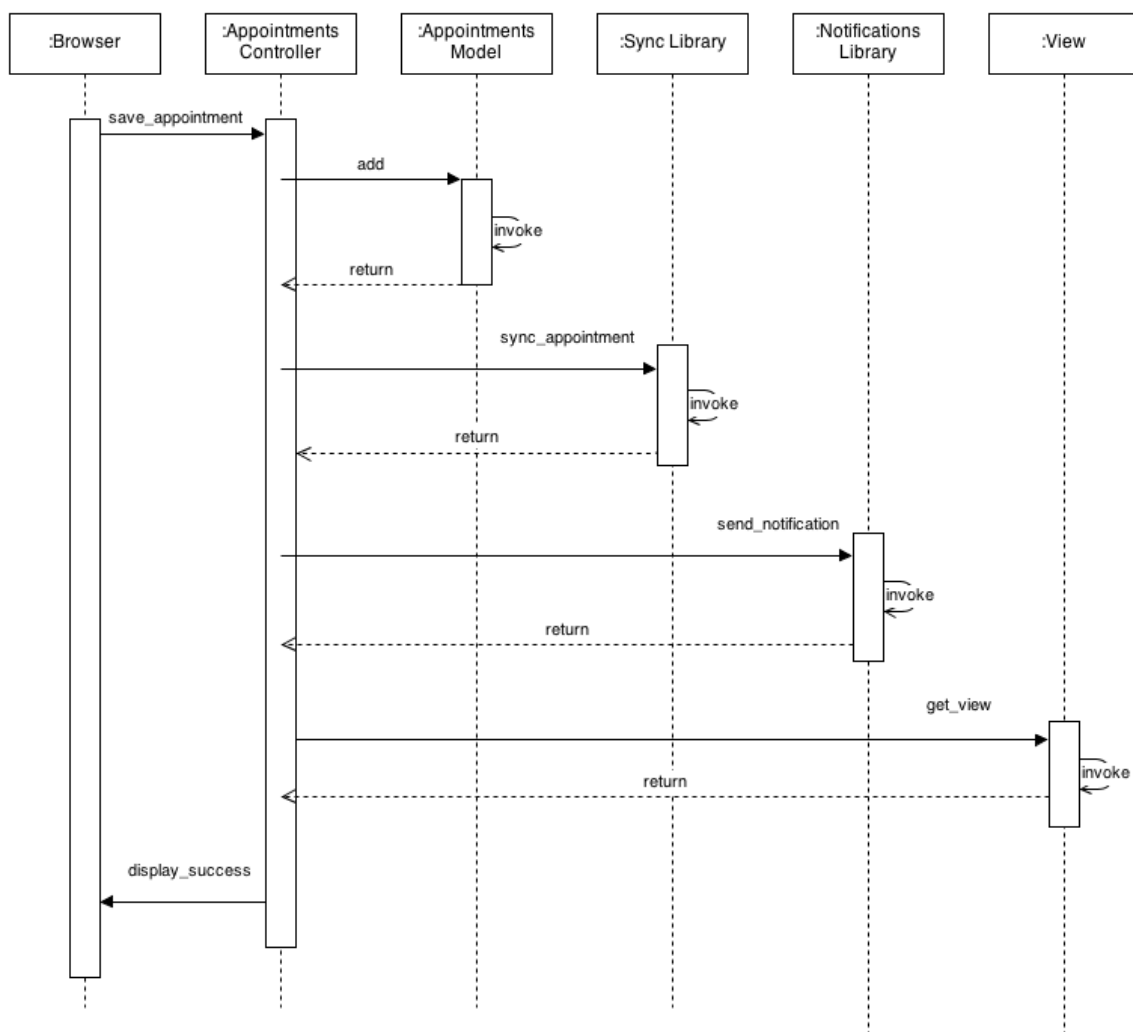 :Browser
:Appointments
Controller
:Appointments
Model
:Sync Library
:Notifications
Library
:View
save_appointment
add
invoke
return
sync_appointment
invoke
return
send_notification
invoke
return
get_view
invoke
return
display_success